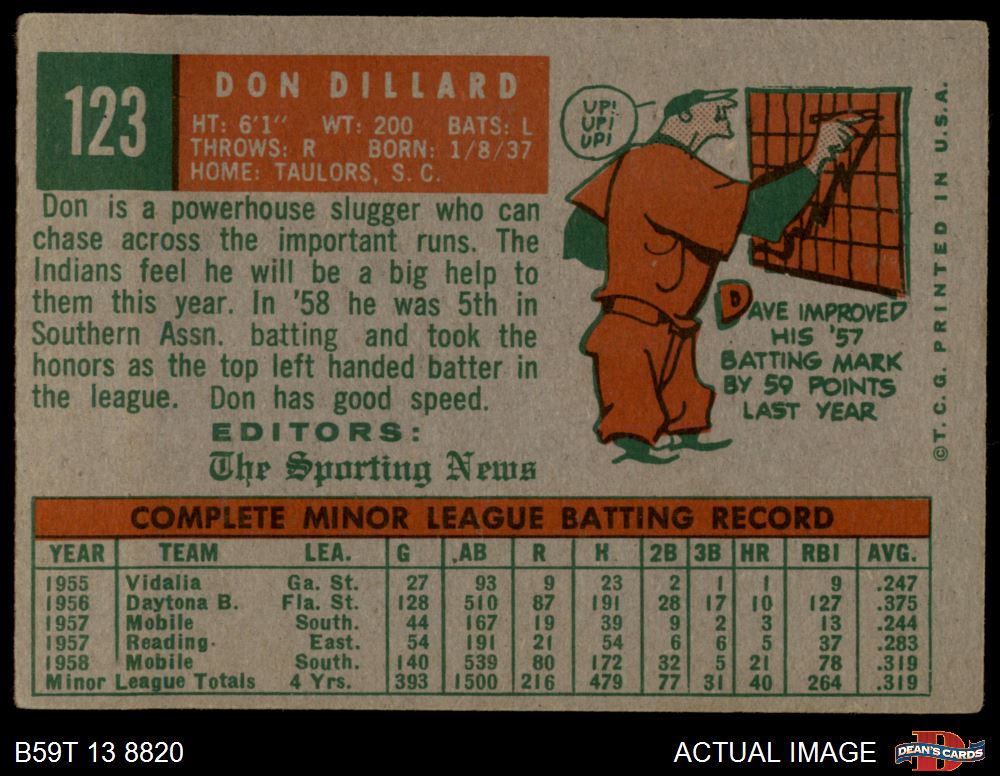 123
DON DILLARD
HT: 6'1" WT: 200 BATS: L
THROWS: R BORN: 1/8/37
HOME: TAULORS, S. C.
Don is a powerhouse slugger who can
chase across the important runs. The
Indians feel he will be a big help to
them this year. In '58 he was 5th in
Southern Assn. batting and took the
honors as the top left handed batter in
the league. Don has good speed.
EDITORS:
The Sporting News
UP!
UP!
UP!
DAVE IMPROVED
HIS '57
BATTING MARK
BY 59 POINTS
LAST YEAR
©T. C. G. PRINTED IN U.S.A.
COMPLETE MINOR LEAGUE BATTING RECORD
YEAR TEAM LEA. G AB R H 2B 3B HR RBI AVG.
1955 Vidalia Ga. St. 27 93 9 23 2 1 1 9 .247
1956 Daytona B. Fla. St. 128 510 87 191 28 17 10 127 .375
1957 Mobile South. 44 167 19 39 9 2 3 13 .244
1957 Reading East. 54 191 21 54 6 6 5 37 .283
1958 Mobile South. 140 539 80 172 32 5 21 78 .319
Minor League Totals 4 Yrs. 393 1500 216 479 77 31 40 264 .319
B59T 13 8820
ACTUAL IMAGE
DEAN'S CARDS